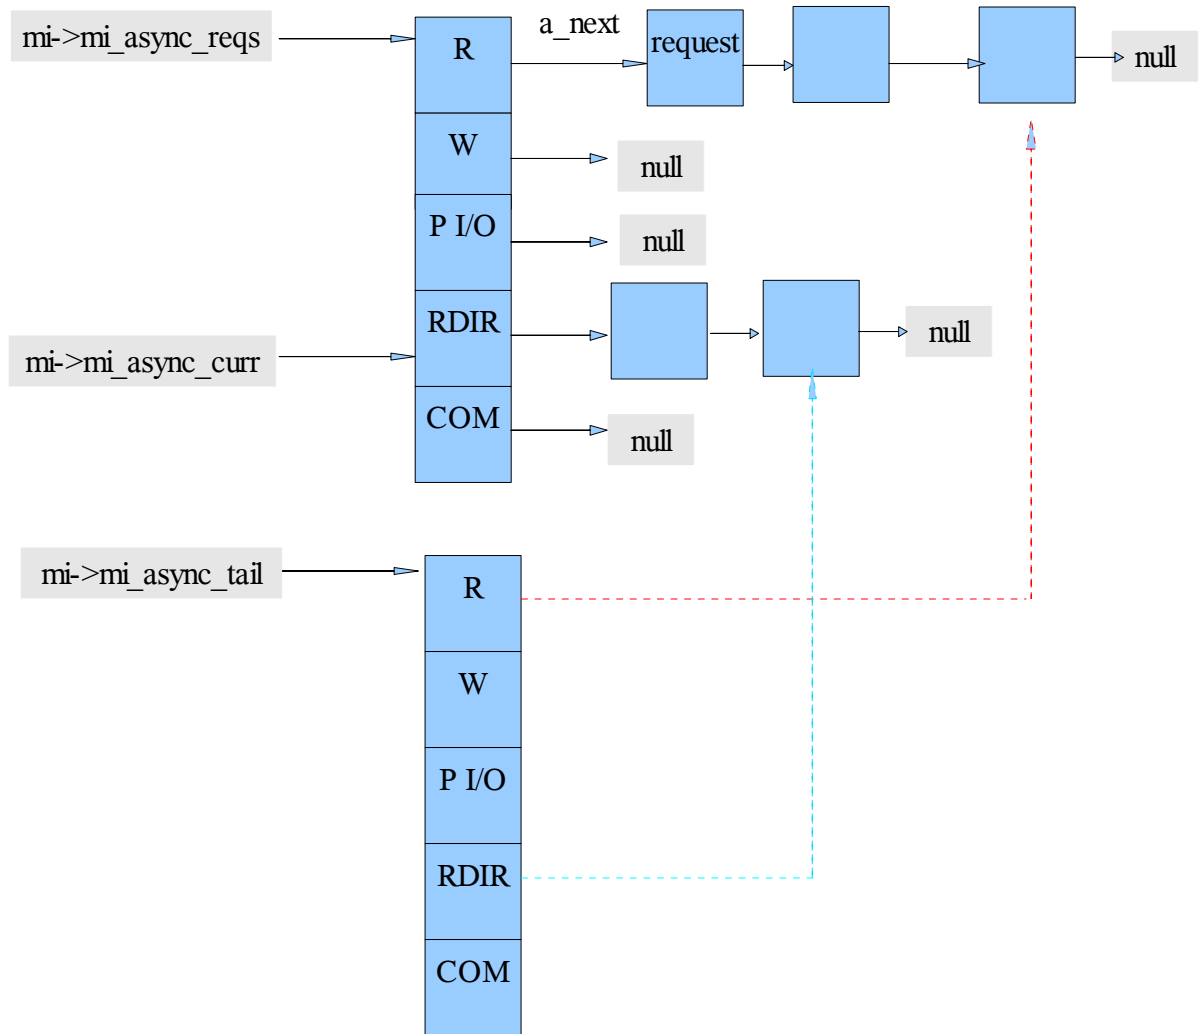 mi->mi_async_reqs
R
a_next
request
null
W
null
P I/O
null
RDIR
null
mi->mi_async_curr
COM
null
mi->mi_async_tail
R
W
P I/O
RDIR
COM